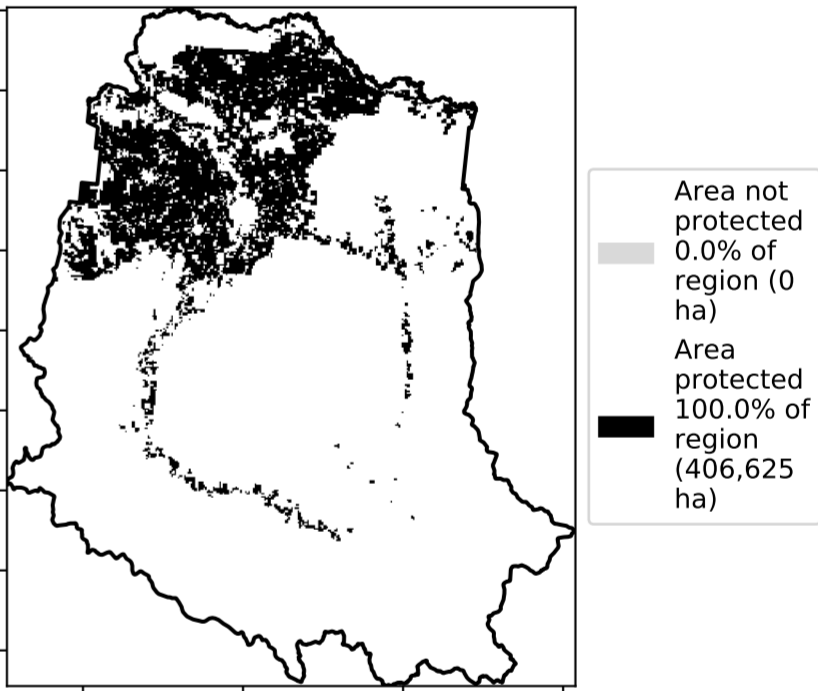 Area not
protected
0.0% of
region (0
ha)
Area
protected
100.0% of
region
(406,625
ha)